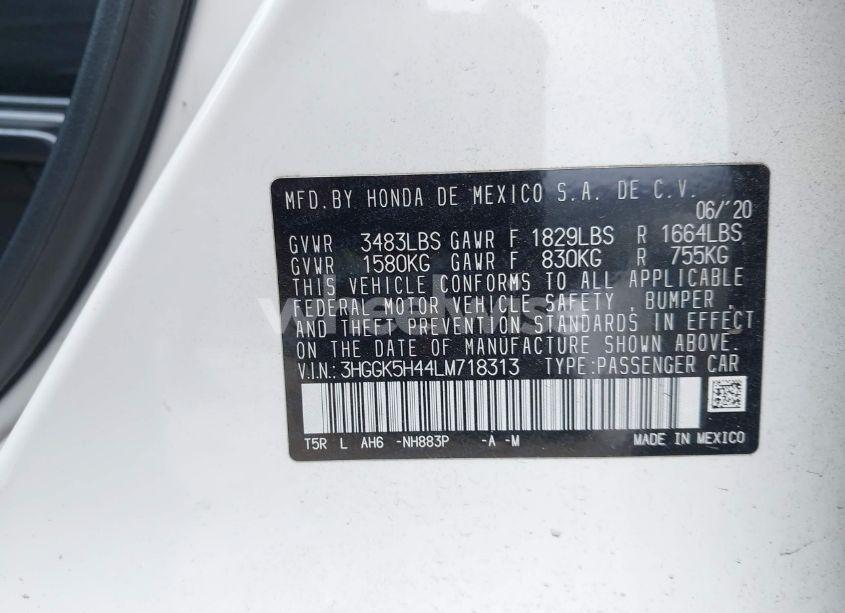 MFD.BY HONDA DE MEXICO S.A. DE C.V.
06/'20
GVWR 3483LBS GAWR F 1829LBS R 1664LBS
GVWR 1580KG GAWR F 830KG R 755KG
THIS VEHICLE CONFORMS TO ALL APPLICABLE
FEDERAL MOTOR VEHICLE SAFETY, BUMPER,
AND THEFT PREVENTION STANDARDS IN EFFECT
ON THE DATE OF MANUFACTURE SHOWN ABOVE.
V.I.N.: 3HGGK5H44LM718313 TYPE:PASSENGER CAR
T5R L AH6 -NH883P -A -M MADE IN MEXICO